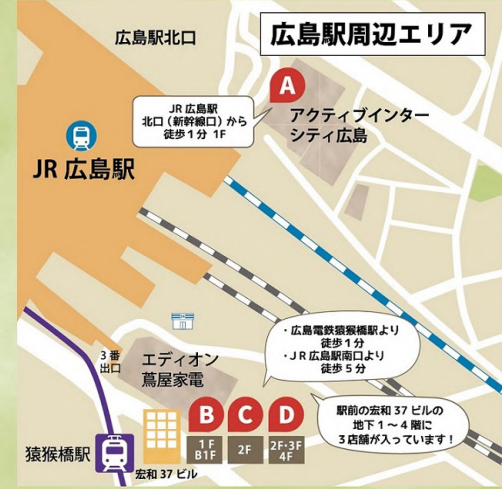 広島駅周辺エリア
広島駅北口
A
JR 広島駅
北口（新幹線口）から
徒歩1分 1F
アクティブインター
シティ広島
JR 広島駅
・広島電鉄猿猴橋駅より
徒歩1分
・JR広島駅南口より
徒歩5分
3番
出口
エディオン
蔦屋家電
B
C
D
1F
B1F
2F
2F・3F
4F
駅前の宏和37ビルの
地下1～4階に
3店舗が入っています！
猿猴橋駅
宏和37ビル